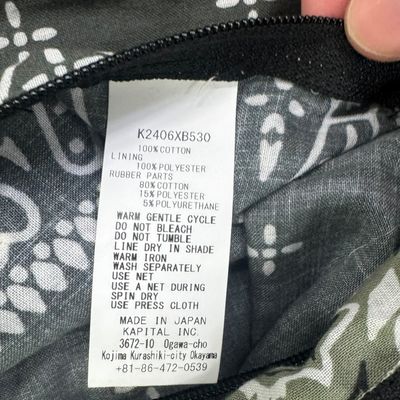 K2406XB530
100%COTTON
LINING
100%POLYESTER
RUBBER PARTS
80%COTTON
15%POLYESTER
5%POLYURETHANE
WARM GENTLE CYCLE
DO NOT BLEACH
DO NOT TUMBLE
LINE DRY IN SHADE
WARM IRON
WASH SEPARATELY
USE NET
USE A NET DURING
SPIN DRY
USE PRESS CLOTH
MADE IN JAPAN
KAPITAL INC.
3672-10 Ogawa-cho
Kojima Kurashiki-city Okayama
+81-86-472-0539